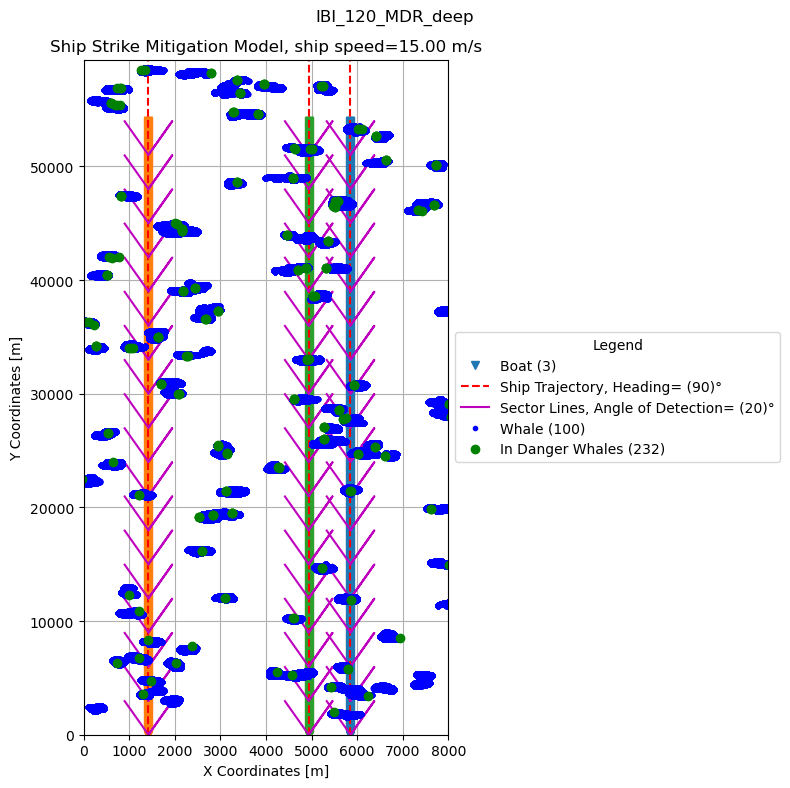 IBI_120_MDR_deep
Ship Strike Mitigation Model, ship speed=15.00 m/s
Y Coordinates [m]
50000
40000
30000
20000
10000
0
0 1000 2000 3000 4000 5000 6000 7000 8000
X Coordinates [m]
Legend
Boat (3)
Ship Trajectory, Heading= (90)°
Sector Lines, Angle of Detection= (20)°
Whale (100)
In Danger Whales (232)